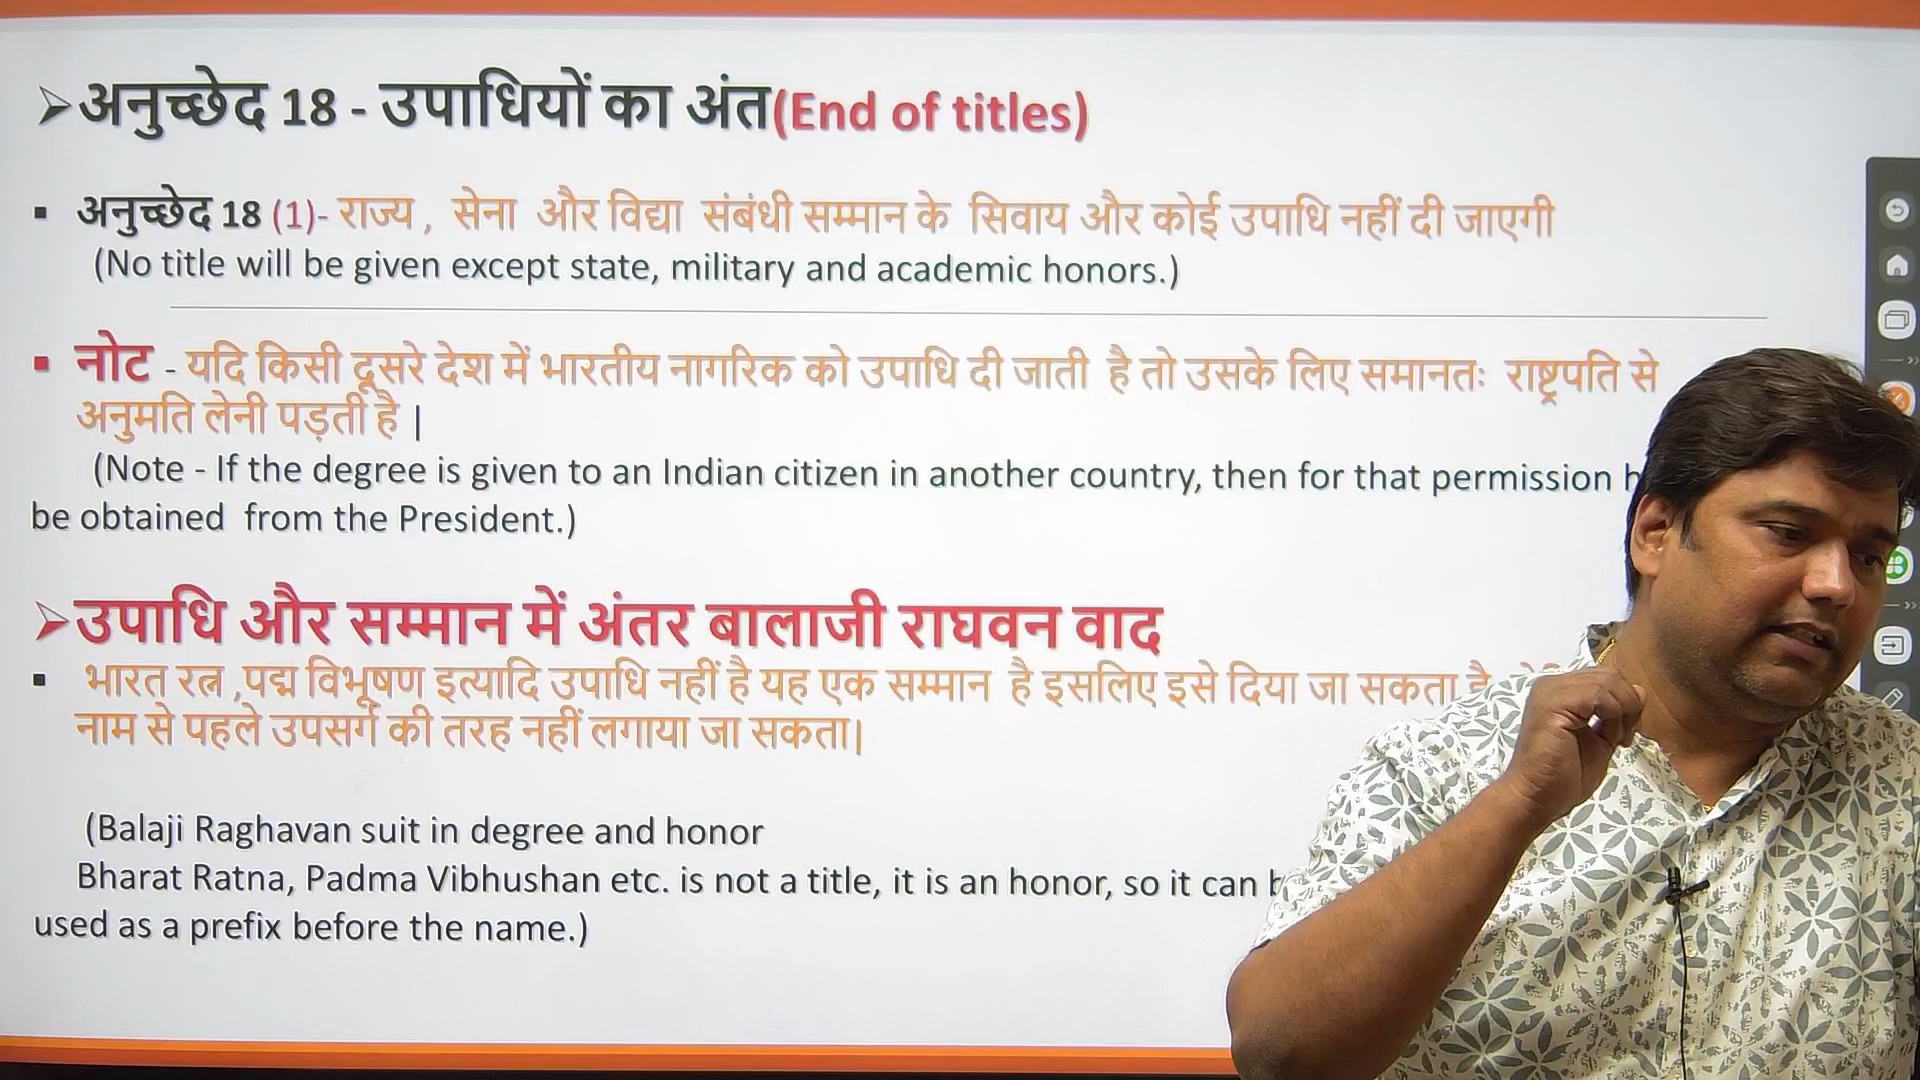 ➢अनुच्छेद 18 - उपाधियों का अंत(End of titles)
▪ अनुच्छेद 18 (1)- राज्य , सेना और विद्या संबंधी सम्मान के सिवाय और कोई उपाधि नहीं दी जाएगी
(No title will be given except state, military and academic honors.)
▪ नोट - यदि किसी दूसरे देश में भारतीय नागरिक को उपाधि दी जाती है तो उसके लिए समानतः राष्ट्रपति से
अनुमति लेनी पड़ती है |
(Note - If the degree is given to an Indian citizen in another country, then for that permission
be obtained from the President.)
➢उपाधि और सम्मान में अंतर बालाजी राघवन वाद
▪ भारत रत्न ,पद्म विभूषण इत्यादि उपाधि नहीं है यह एक सम्मान है इसलिए इसे दिया जा सकता है
नाम से पहले उपसर्ग की तरह नहीं लगाया जा सकता।
(Balaji Raghavan suit in degree and honor
Bharat Ratna, Padma Vibhushan etc. is not a title, it is an honor, so it can
used as a prefix before the name.)